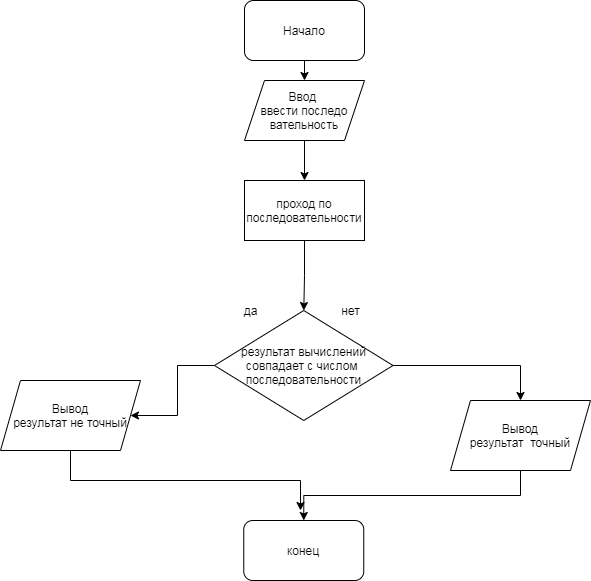 Начало
Ввод
ввести последо
вательность
проход по
последовательности
да
нет
результат вычислений
совпадает с числом
последовательности
Вывод
результат не точный
Вывод
результат точный
конец